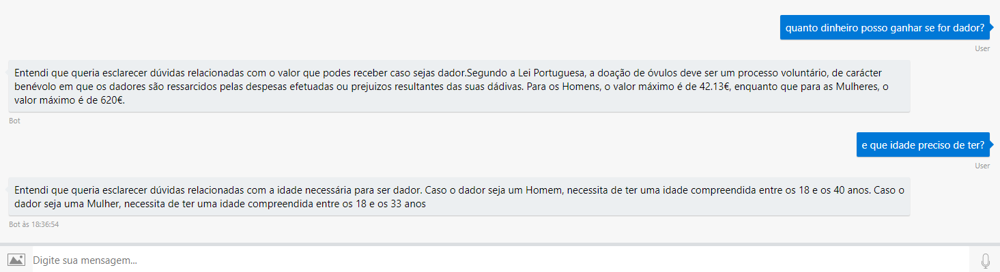 quanto dinheiro posso ganhar se for dador?
User
Entendi que queria esclarecer dúvidas relacionadas com o valor que podes receber caso sejas dador.Segundo a Lei Portuguesa, a doação de óvulos deve ser um processo voluntário, de carácter
benévolo em que os dadores são ressarcidos pelas despesas efetuadas ou prejuizos resultantes das suas dádivas. Para os Homens, o valor máximo é de 42.13€, enquanto que para as Mulheres, o
valor máximo é de 620€.
Bot
e que idade preciso de ter?
User
Entendi que queria esclarecer dúvidas relacionadas com a idade necessária para ser dador. Caso o dador seja um Homem, necessita de ter uma idade compreendida entre os 18 e os 40 anos. Caso o
dador seja uma Mulher, necessita de ter uma idade compreendida entre os 18 e os 33 anos
Bot às 18:36:54
Digite sua mensagem...